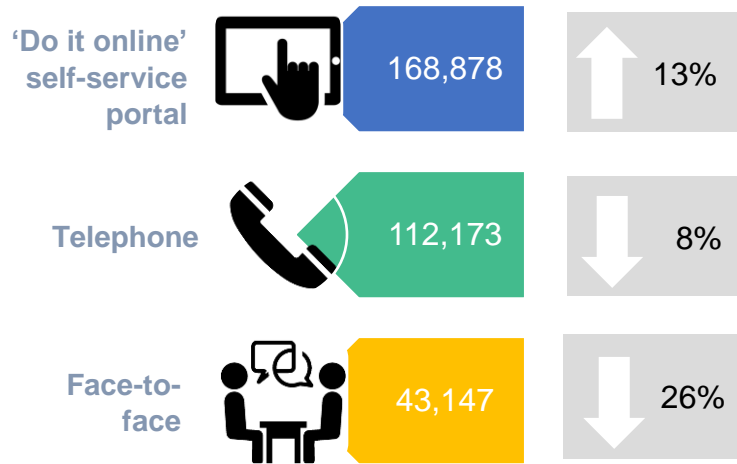 ‘Do it online’
self-service
portal
168,878
13%
Telephone
112,173
8%
Face-to-
face
43,147
26%